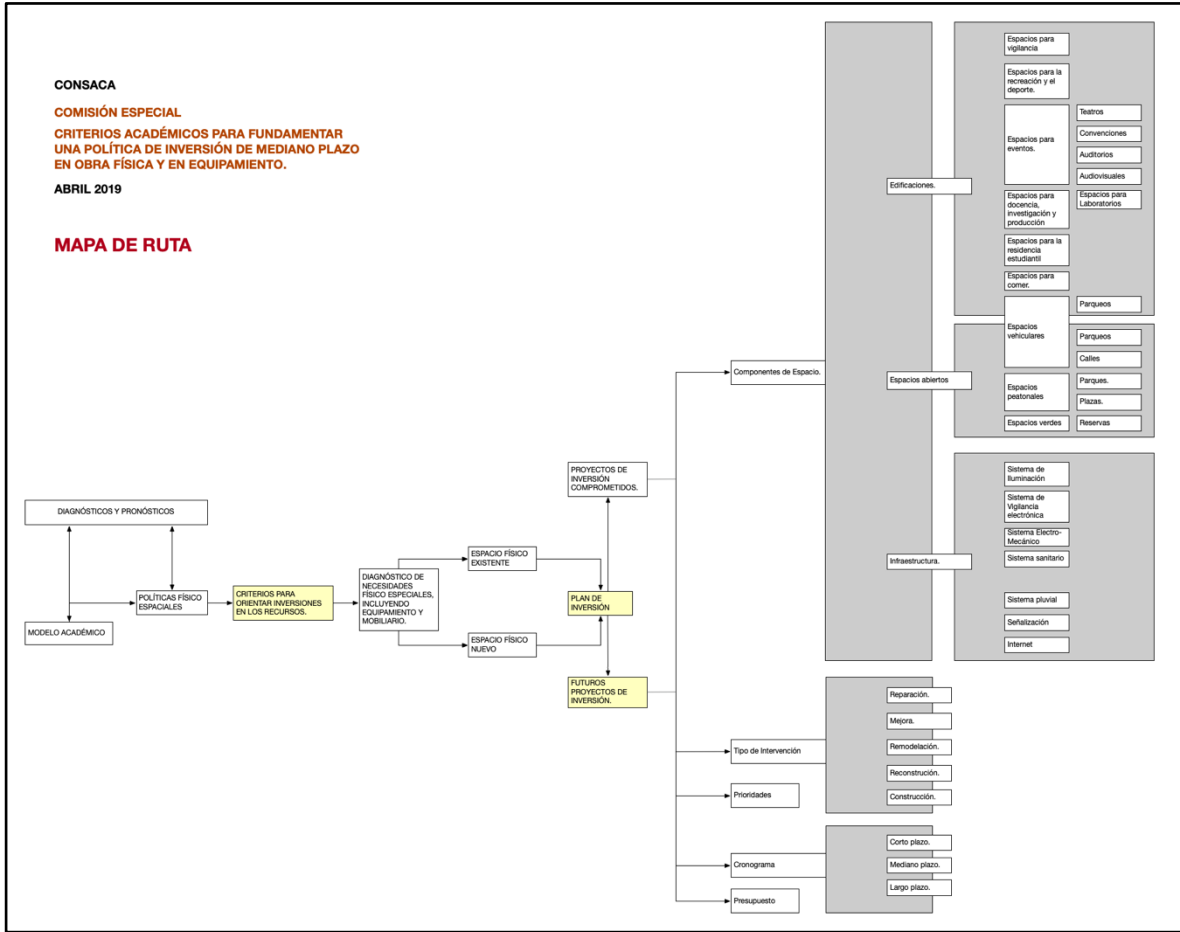 CONSACA
COMISIÓN ESPECIAL
CRITERIOS ACADÉMICOS PARA FUNDAMENTAR
UNA POLÍTICA DE INVERSIÓN DE MEDIANO PLAZO
EN OBRA FÍSICA Y EN EQUIPAMIENTO.
ABRIL 2019
MAPA DE RUTA
DIAGNÓSTICOS Y PRONÓSTICOS
MODELO ACADÉMICO
POLÍTICAS FÍSICO
ESPACIALES
CRITERIOS PARA
ORIENTAR INVERSIONES
EN LOS RECURSOS.
DIAGNÓSTICO DE
NECESIDADES
FÍSICO ESPECIALES,
INCLUYENDO
EQUIPAMIENTO Y
MOBILIARIO.
ESPACIO FÍSICO
EXISTENTE
ESPACIO FÍSICO
NUEVO
PROYECTOS DE
INVERSIÓN
COMPROMETIDOS.
PLAN DE
INVERSIÓN
FUTUROS
PROYECTOS DE
INVERSIÓN.
Componentes de Espacio.
Tipo de Intervención
Prioridades
Cronograma
Presupuesto
Edificaciones.
Espacios abiertos
Infraestructura.
Espacios para
vigilancia
Espacios para la
recreación y el
deporte.
Espacios para
eventos.
Teatros
Convenciones
Auditorios
Audiovisuales
Espacios para
docencia,
investigación y
producción
Espacios para
Laboratorios
Espacios para la
residencia
estudiantil
Espacios para
comer.
Espacios
vehiculares
Parqueos
Parqueos
Calles
Espacios
peatonales
Parques.
Plazas.
Espacios verdes
Reservas
Sistema de
Iluminación
Sistema de
Vigilancia
electrónica
Sistema Electro-
Mecánico
Sistema sanitario
Sistema pluvial
Señalización
Internet
Reparación.
Mejora.
Remodelación.
Reconstrución.
Construcción.
Corto plazo.
Mediano plazo.
Largo plazo.